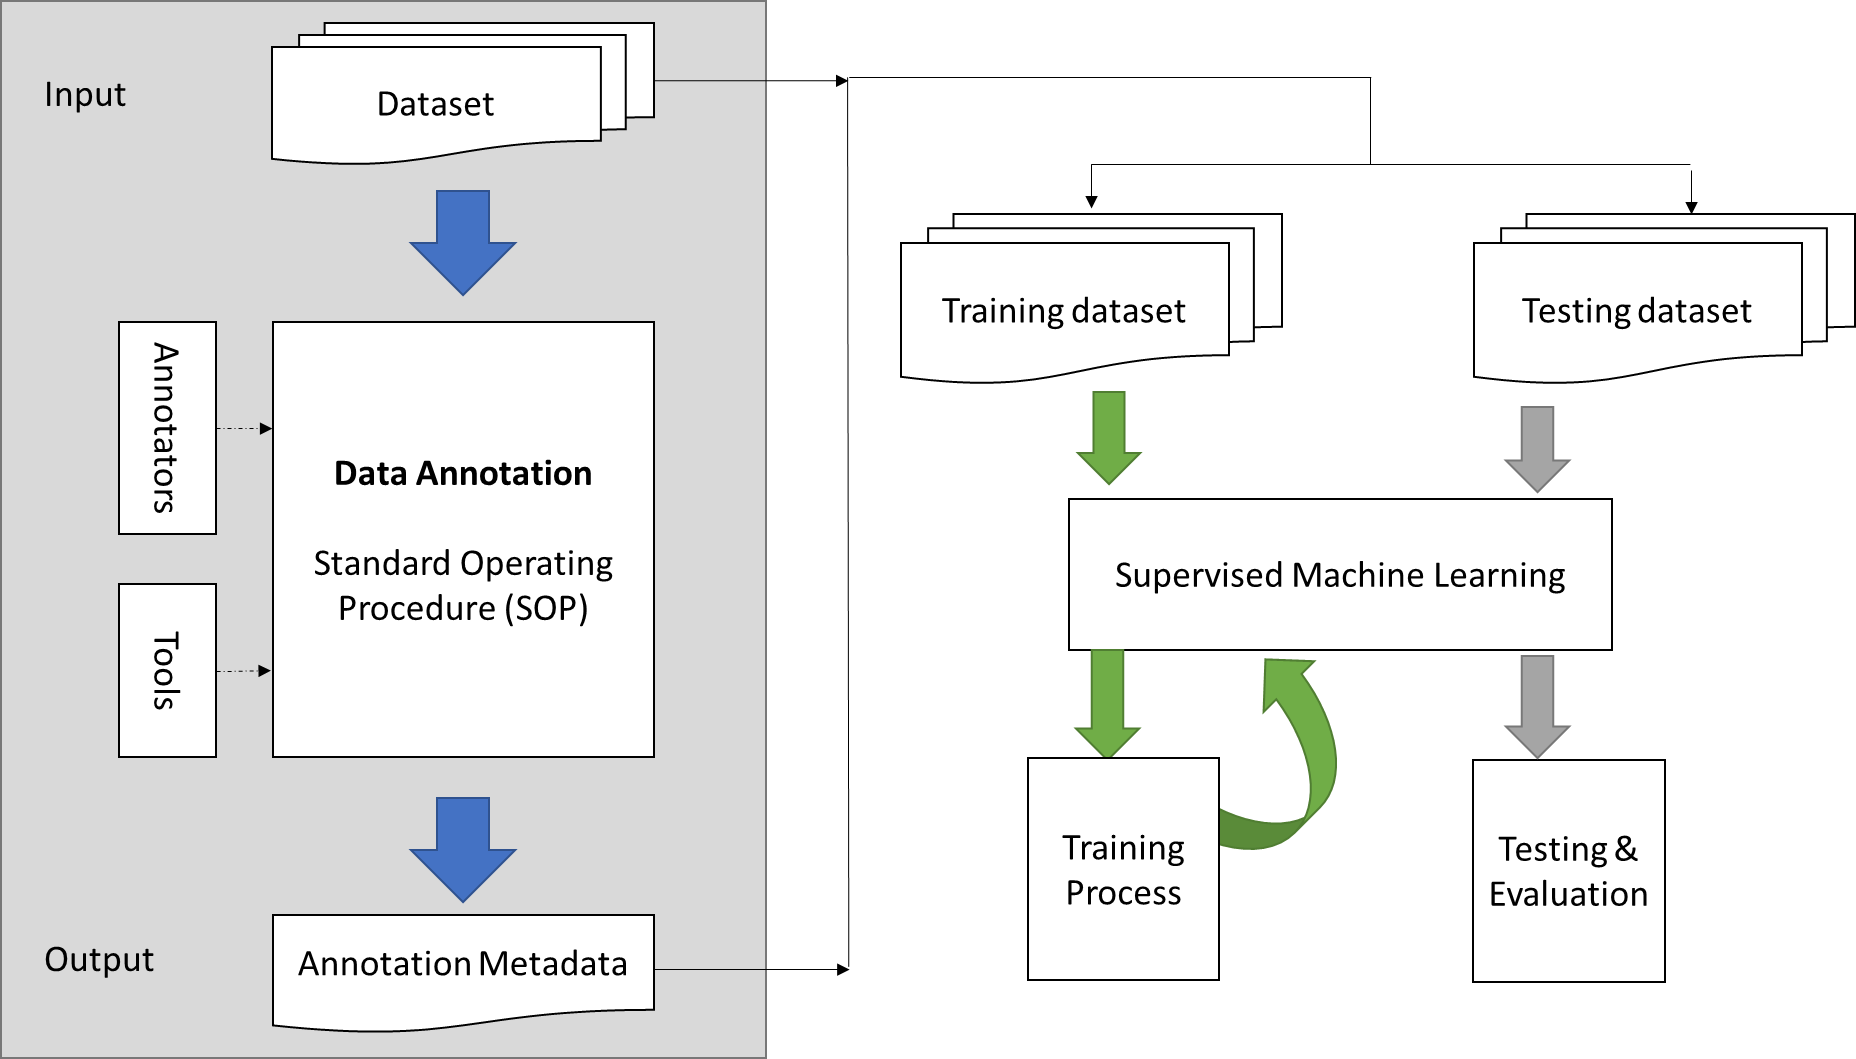 Input
Dataset
Annotators
Tools
Data Annotation
Standard Operating
Procedure (SOP)
Output
Annotation Metadata
Training dataset
Testing dataset
Supervised Machine Learning
Training
Process
Testing &
Evaluation